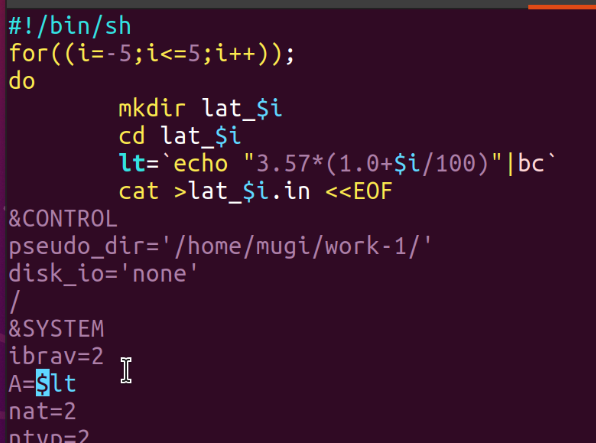 #!/bin/sh
for((i=-5;i<=5;i++));
do
        mkdir lat_$i
        cd lat_$i
        lt=`echo "3.57*(1.0+$i/100)"|bc`
        cat >lat_$i.in <<EOF
&CONTROL
pseudo_dir='/home/mugi/work-1/'
disk_io='none'
/
&SYSTEM
ibrav=2
A=$lt
nat=2
ntyp=2